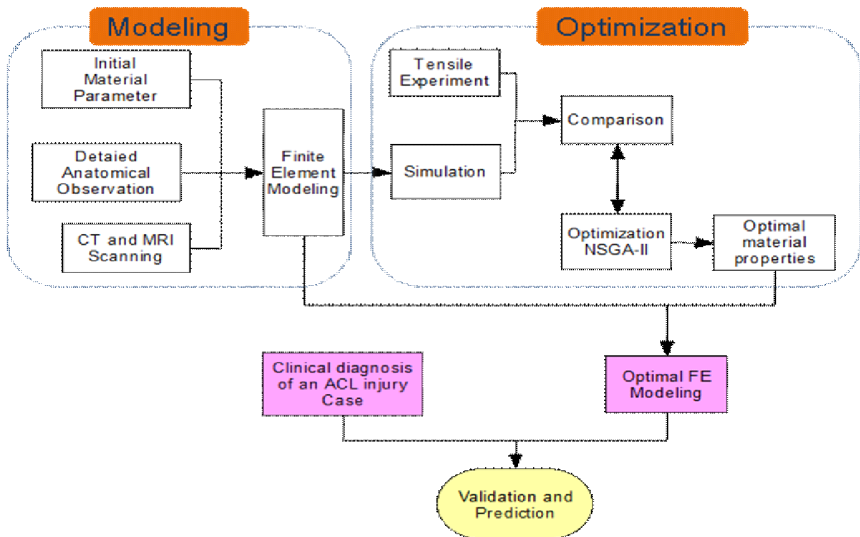 Modeling
Optimization
Initial
Material
Parameter
Detaied
Anatomical
Observation
CT and MRI
Scanning
Finite
Element
Modeling
Tensile
Experiment
Simulation
Comparison
Optimization
NSGA-II
Optimal
material
properties
Clinical diagnosis
of an ACL injury
Case
Optimal FE
Modeling
Validation and
Prediction